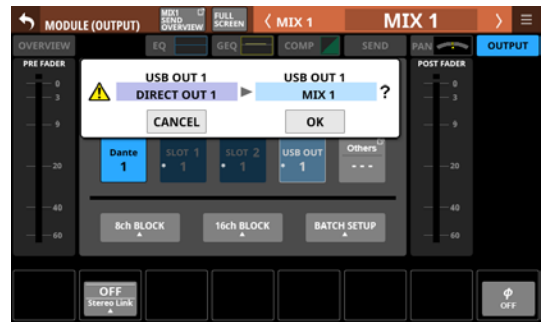 MODULE (OUTPUT)
MIX1
SEND
OVERVIEW
FULL
SCREEN
MIX 1
MIX 1
OVERVIEW
EQ
GEQ
COMP
SEND
PAN
OUTPUT
PRE FADER
POST FADER
USB OUT 1
USB OUT 1
DIRECT OUT 1
MIX 1
?
CANCEL
OK
0
3
9
20
40
60
0
3
9
20
40
60
Dante
1
SLOT 1
1
SLOT 2
1
USB OUT
1
Others
---
8ch BLOCK
16ch BLOCK
BATCH SETUP
OFF
Stereo Link
φ
OFF